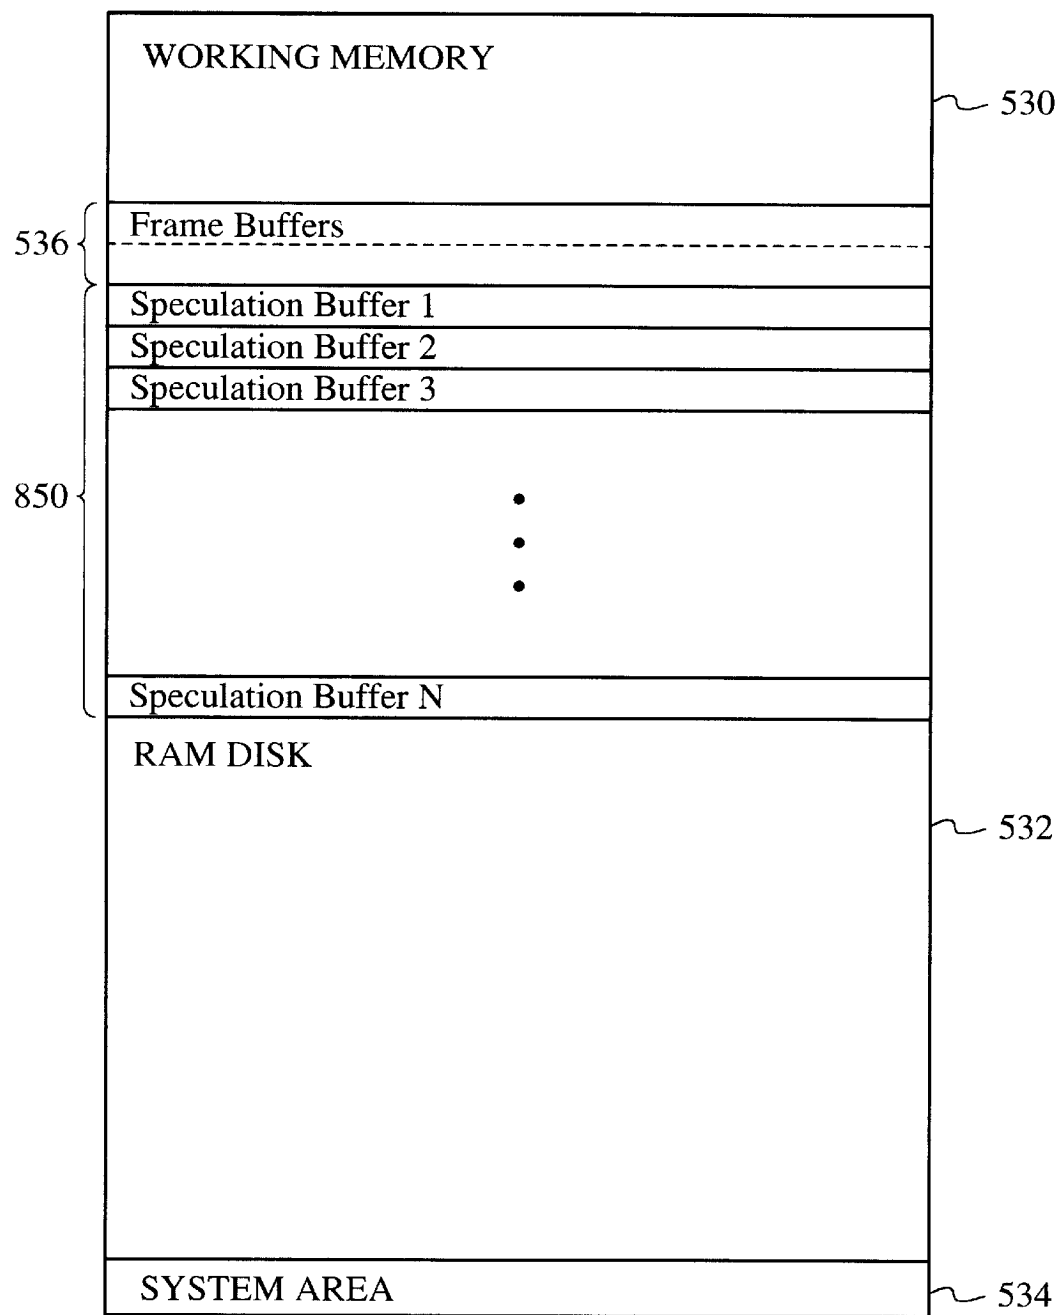 WORKING MEMORY
530
Frame Buffers
536
Speculation Buffer 1
Speculation Buffer 2
Speculation Buffer 3
850
Speculation Buffer N
RAM DISK
532
SYSTEM AREA
534